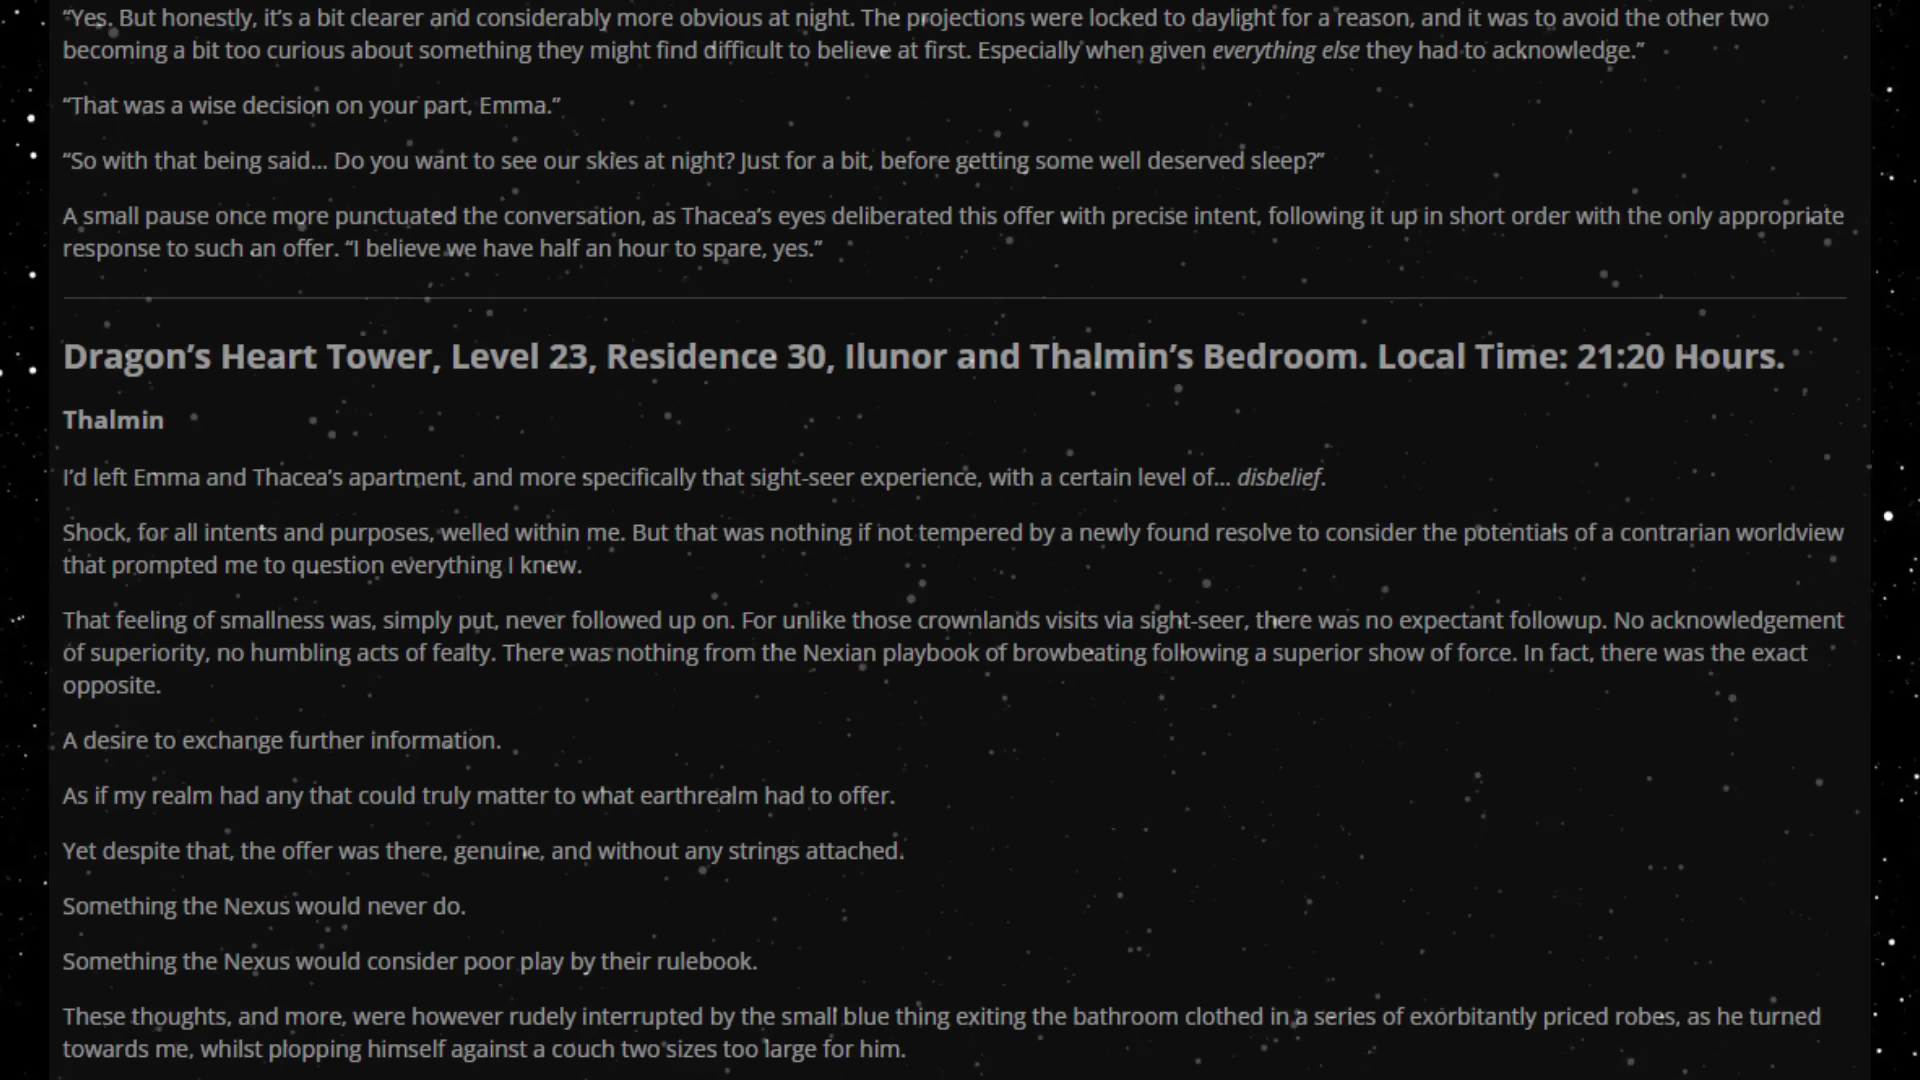 “Yes. But honestly, it’s a bit clearer and considerably more obvious at night. The projections were locked to daylight for a reason, and it was to avoid the other two
becoming a bit too curious about something they might find difficult to believe at first. Especially when given everything else they had to acknowledge.”
“That was a wise decision on your part, Emma.”
“So with that being said... Do you want to see our skies at night? Just for a bit, before getting some well deserved sleep?”
A small pause once more punctuated the conversation, as Thacea’s eyes deliberated this offer with precise intent, following it up in short order with the only appropriate
response to such an offer. “I believe we have half an hour to spare, yes.”
Dragon’s Heart Tower, Level 23, Residence 30, Ilunor and Thalmin’s Bedroom. Local Time: 21:20 Hours.
Thalmin
I’d left Emma and Thacea’s apartment, and more specifically that sight-seer experience, with a certain level of... disbelief.
Shock, for all intents and purposes, welled within me. But that was nothing if not tempered by a newly found resolve to consider the potentials of a contrarian worldview
that prompted me to question everything I knew.
That feeling of smallness was, simply put, never followed up on. For unlike those crownlands visits via sight-seer, there was no expectant followup. No acknowledgement
of superiority, no humbling acts of fealty. There was nothing from the Nexian playbook of browbeating following a superior show of force. In fact, there was the exact
opposite.
A desire to exchange further information.
As if my realm had any that could truly matter to what earthrealm had to offer.
Yet despite that, the offer was there, genuine, and without any strings attached.
Something the Nexus would never do.
Something the Nexus would consider poor play by their rulebook.
These thoughts, and more, were however rudely interrupted by the small blue thing exiting the bathroom clothed in a series of exorbitantly priced robes, as he turned
towards me, whilst plopping himself against a couch two sizes too large for him.